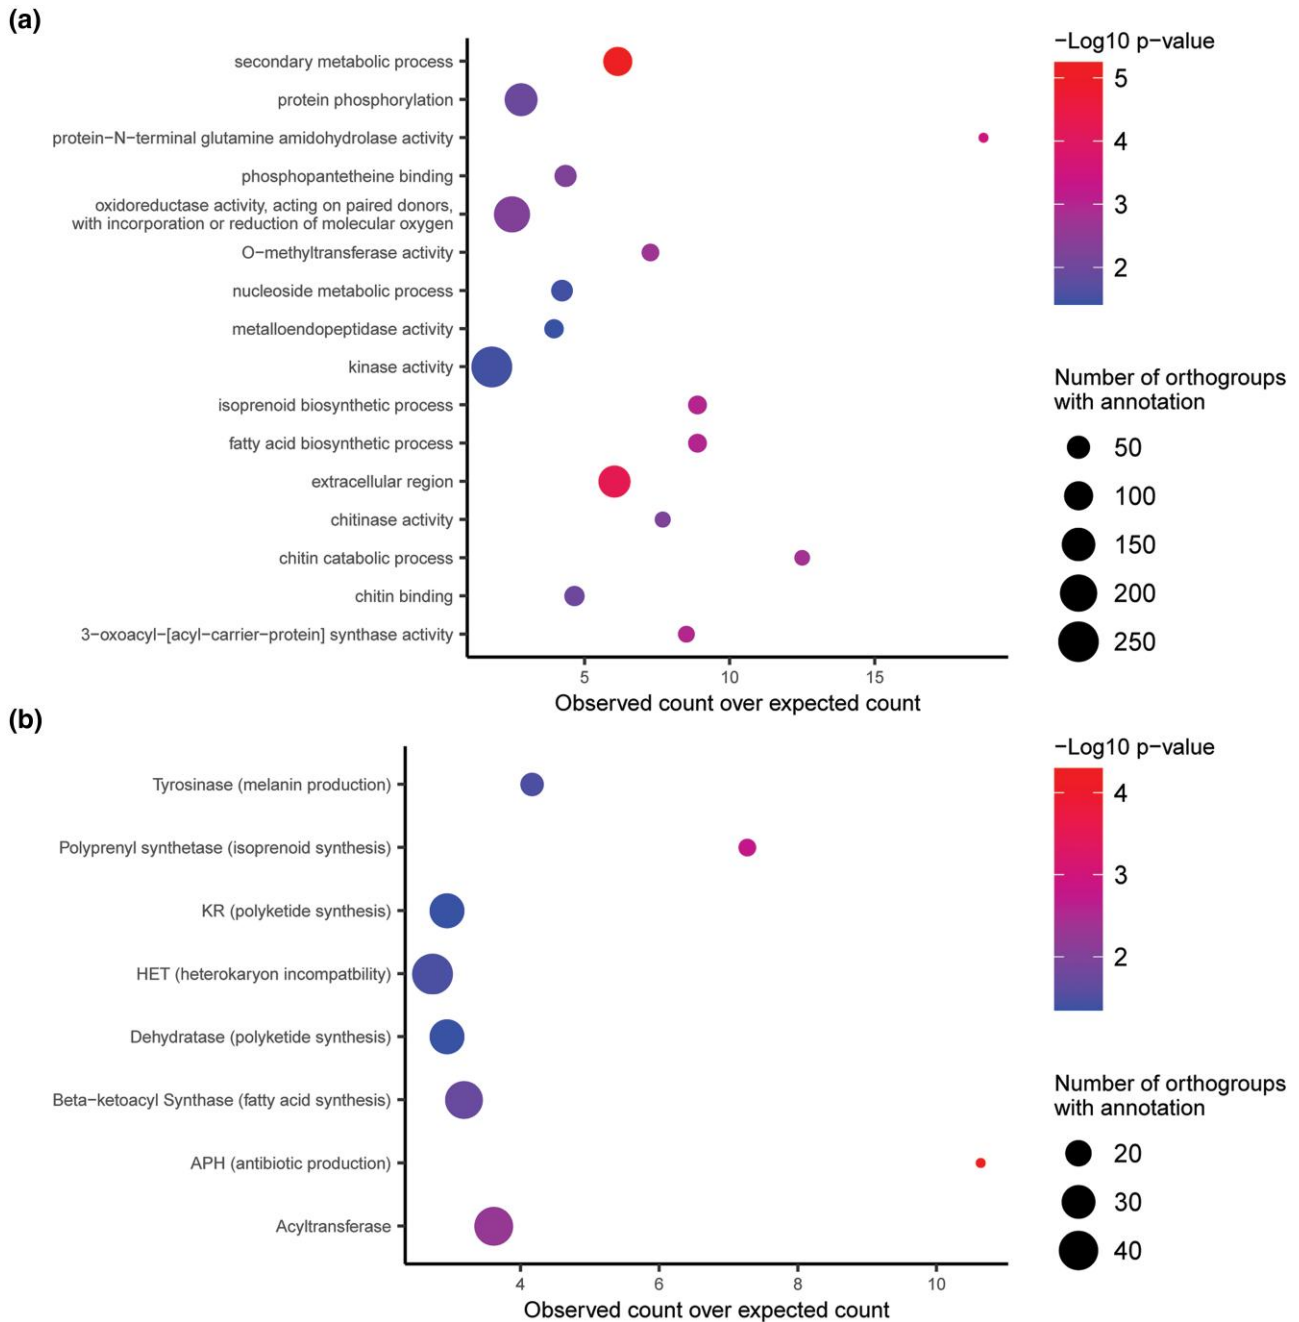 (a)
secondary metabolic process
protein phosphorylation
protein−N−terminal glutamine amidohydrolase activity
phosphopantetheine binding
oxidoreductase activity, acting on paired donors,
with incorporation or reduction of molecular oxygen
O−methyltransferase activity
nucleoside metabolic process
metalloendopeptidase activity
kinase activity
isoprenoid biosynthetic process
fatty acid biosynthetic process
extracellular region
chitinase activity
chitin catabolic process
chitin binding
3−oxoacyl−[acyl−carrier−protein] synthase activity
5 10 15
Observed count over expected count
−Log10 p−value
5
4
3
2
Number of orthogroups
with annotation
50
100
150
200
250
(b)
Tyrosinase (melanin production)
Polyprenyl synthetase (isoprenoid synthesis)
KR (polyketide synthesis)
HET (heterokaryon incompatbility)
Dehydratase (polyketide synthesis)
Beta−ketoacyl Synthase (fatty acid synthesis)
APH (antibiotic production)
Acyltransferase
4 6 8 10
Observed count over expected count
−Log10 p−value
4
3
2
Number of orthogroups
with annotation
20
30
40